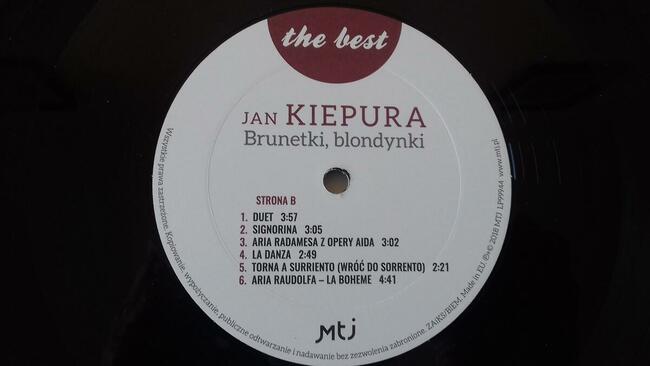 the best
JAN KIEPURA
Brunetki, blondynki
STRONA B
1. DUET 3:57
2. SIGNORINA 3:05
3. ARIA RADAMESA Z OPERY AIDA 3:02
4. LA DANZA 2:49
5. TORNA A SURRIENTO (WRÓĆ DO SORRENTO) 2:21
6. ARIA RAUDOLFA – LA BOHEME 4:41
mtj
Wszystkie prawa zastrzeżone. Kopiowanie, wypożyczanie, publiczne odtwarzanie i nadawanie bez zezwolenia zabronione. ZAiKS/BIEM. Made in EU. ℗+© 2018 MTJ LP99944 www.mtj.pl